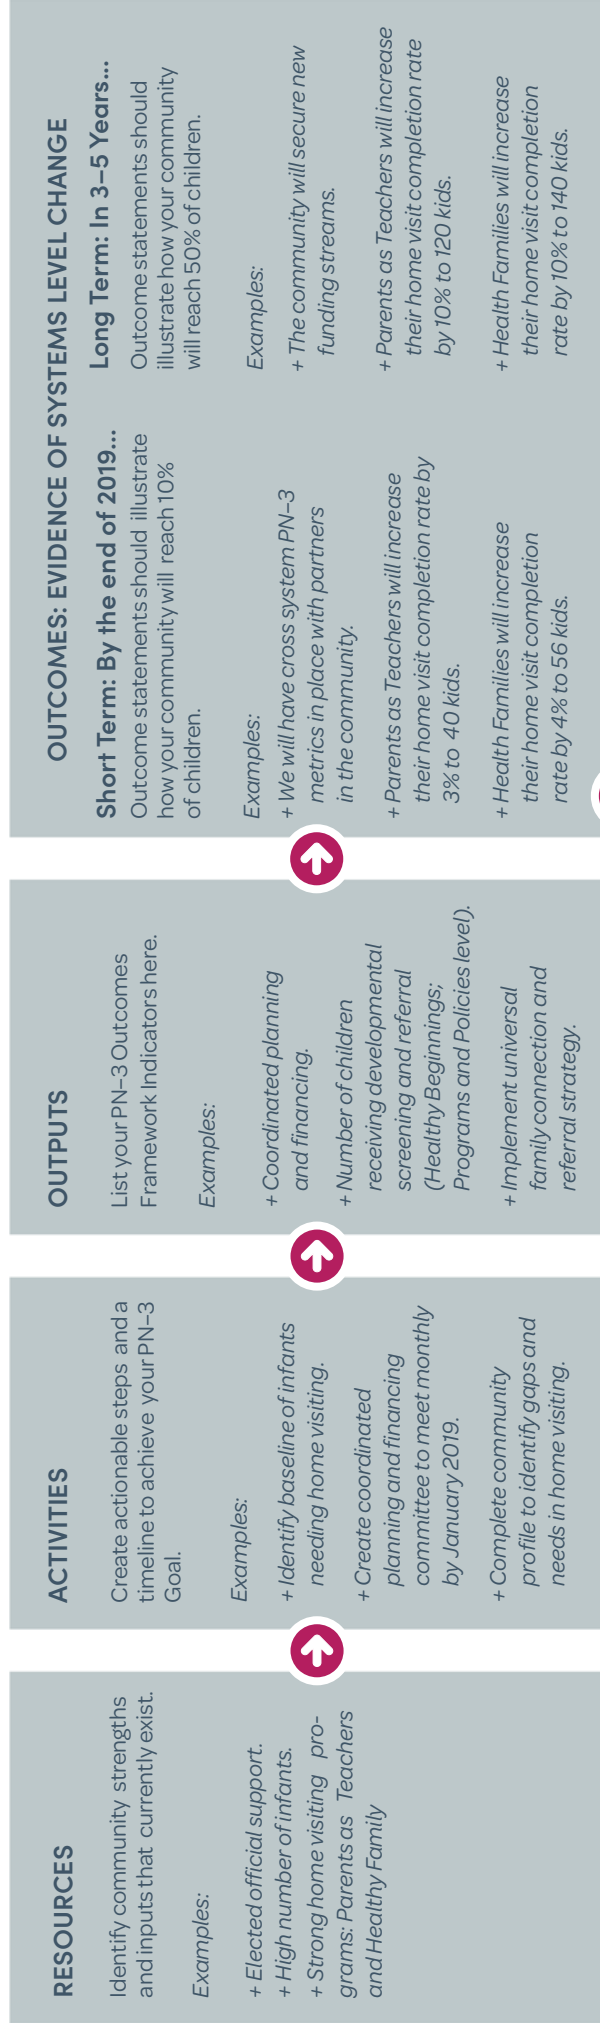 RESOURCES
Identify community strengths
and inputs that currently exist.
Examples:
+ Elected official support.
+ High number of infants.
+ Strong home visiting pro-
grams: Parents as Teachers
and Healthy Family
ACTIVITIES
Create actionable steps and a
timeline to achieve your PN–3
Goal.
Examples:
+ Identify baseline of infants
needing home visiting.
+ Create coordinated
planning and financing
committee to meet monthly
by January 2019.
+ Complete community
profile to identify gaps and
needs in home visiting.
OUTPUTS
List your PN–3 Outcomes
Framework Indicators here.
Examples:
+ Coordinated planning
and financing.
+ Number of children
receiving developmental
screening and referral
(Healthy Beginnings;
Programs and Policies level).
+ Implement universal
family connection and
referral strategy.
OUTCOMES: EVIDENCE OF SYSTEMS LEVEL CHANGE
Short Term: By the end of 2019...
Outcome statements should illustrate
how your community will reach 10%
of children.
Examples:
+ We will have cross system PN–3
metrics in place with partners
in the community.
+ Parents as Teachers will increase
their home visit completion rate by
3% to 40 kids.
+ Health Families will increase
their home visit completion
rate by 4% to 56 kids.
Long Term: In 3–5 Years...
Outcome statements should
illustrate how your community
will reach 50% of children.
Examples:
+ The community will secure new
funding streams.
+ Parents as Teachers will increase
their home visit completion rate
by 10% to 120 kids.
+ Health Families will increase
their home visit completion
rate by 10% to 140 kids.